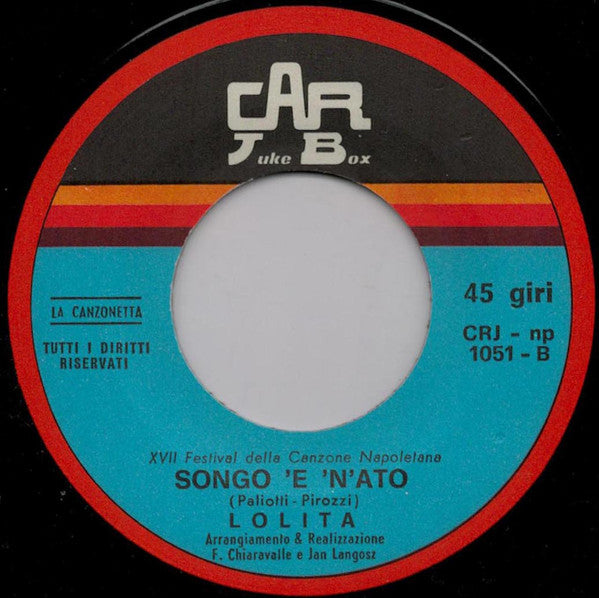 CAR
Juke Box
LA CANZONETTA
TUTTI I DIRITTI
RISERVATI
45 giri
CRJ - np
1051 - B
XVII Festival della Canzone Napoletana
SONGO 'E 'N'ATO
(Paliotti - Pirozzi)
LOLITA
Arrangiamento & Realizzazione
F. Chiaravalle e Jan Langosz